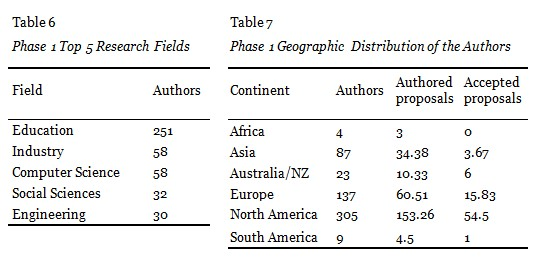 Table 6
Phase 1 Top 5 Research Fields
Field Authors
Education 251
Industry 58
Computer Science 58
Social Sciences 32
Engineering 30
Table 7
Phase 1 Geographic Distribution of the Authors
Continent Authors Authored proposals Accepted proposals
Africa 4 3 0
Asia 87 34.38 3.67
Australia/NZ 23 10.33 6
Europe 137 60.51 15.83
North America 305 153.26 54.5
South America 9 4.5 1